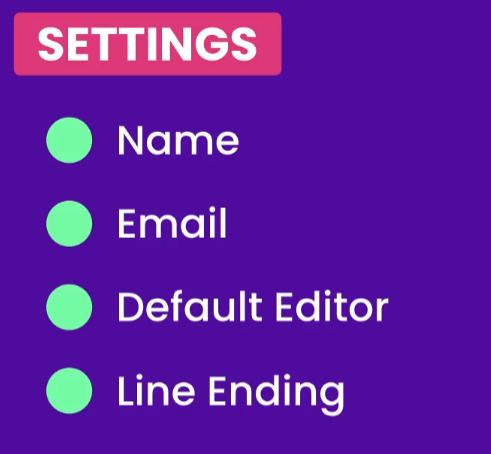 SETTINGS
Name
Email
Default Editor
Line Ending